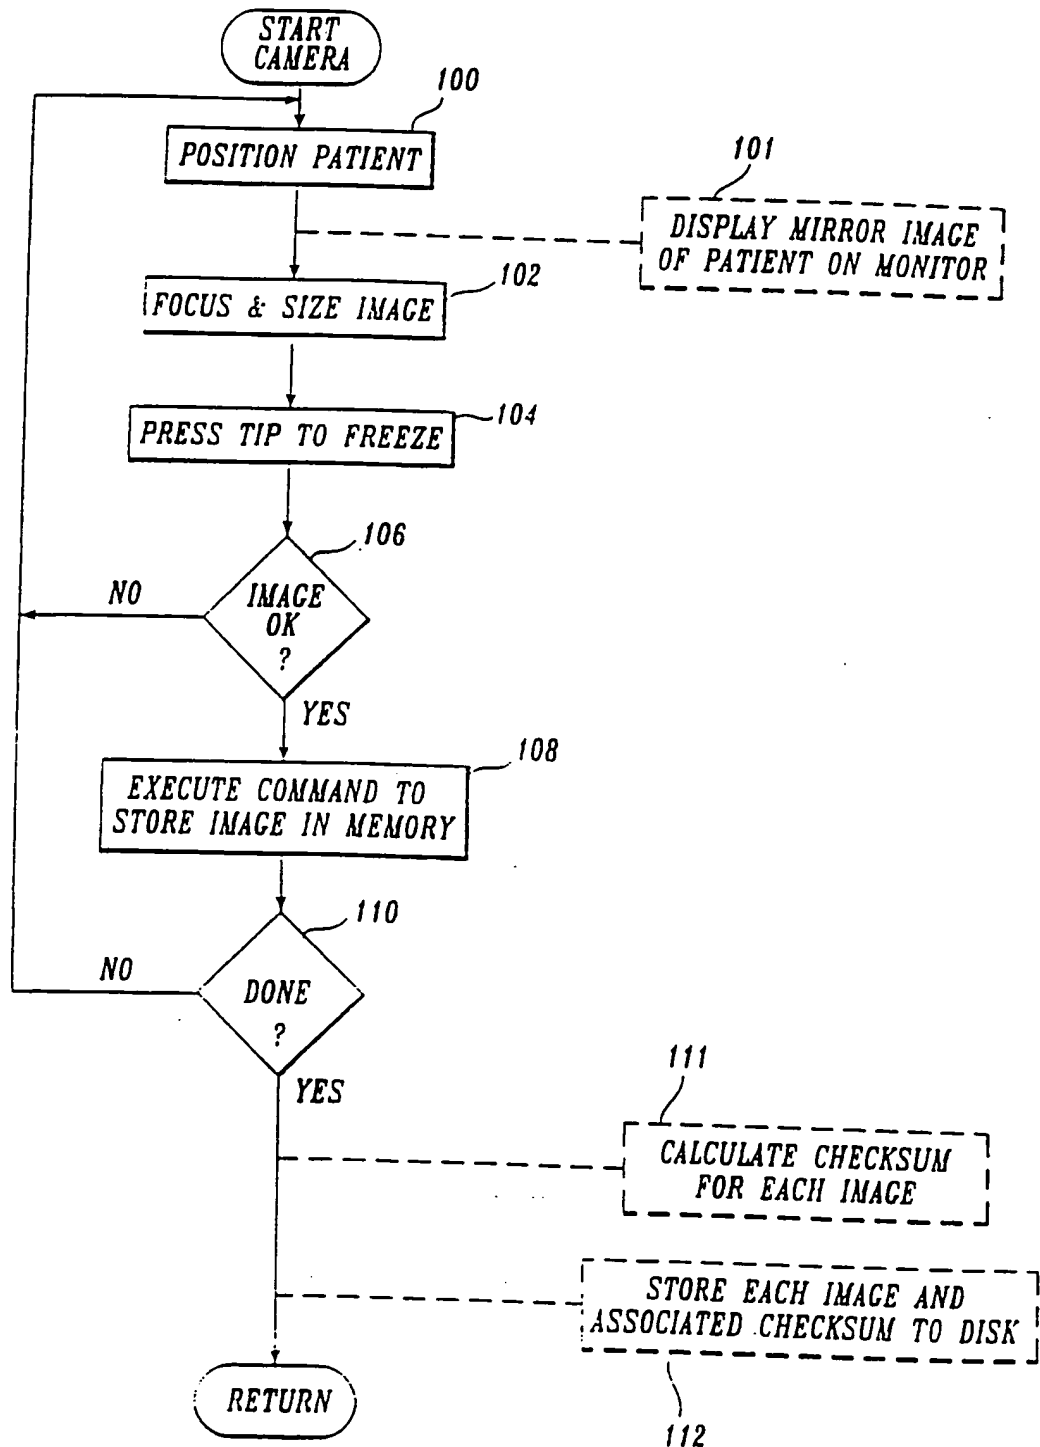 START
CAMERA
100
POSITION PATIENT
101
DISPLAY MIRROR IMAGE
OF PATIENT ON MONITOR
102
FOCUS & SIZE IMAGE
104
PRESS TIP TO FREEZE
106
IMAGE
OK
?
NO
YES
108
EXECUTE COMMAND TO
STORE IMAGE IN MEMORY
110
DONE
?
NO
YES
111
CALCULATE CHECKSUM
FOR EACH IMAGE
STORE EACH IMAGE AND
ASSOCIATED CHECKSUM TO DISK
112
RETURN